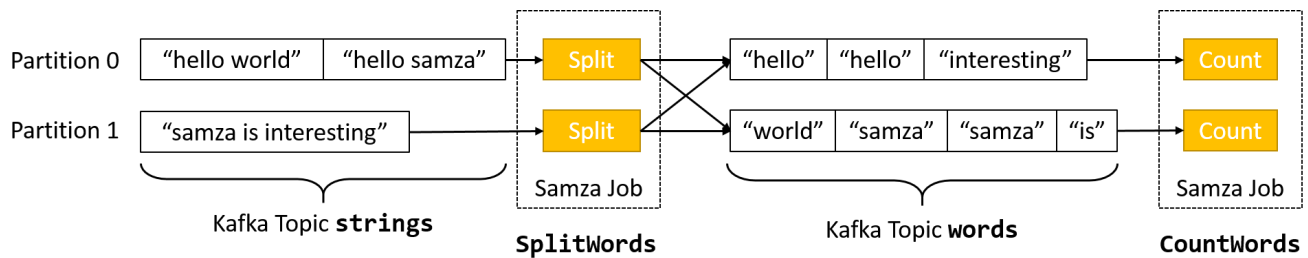 Partition 0 “hello world” “hello samza” Split “hello” “hello” “interesting” Count
Partition 1 “samza is interesting” Split “world” “samza” “samza” “is” Count
Samza Job Samza Job
Kafka Topic strings Kafka Topic words
SplitWords CountWords